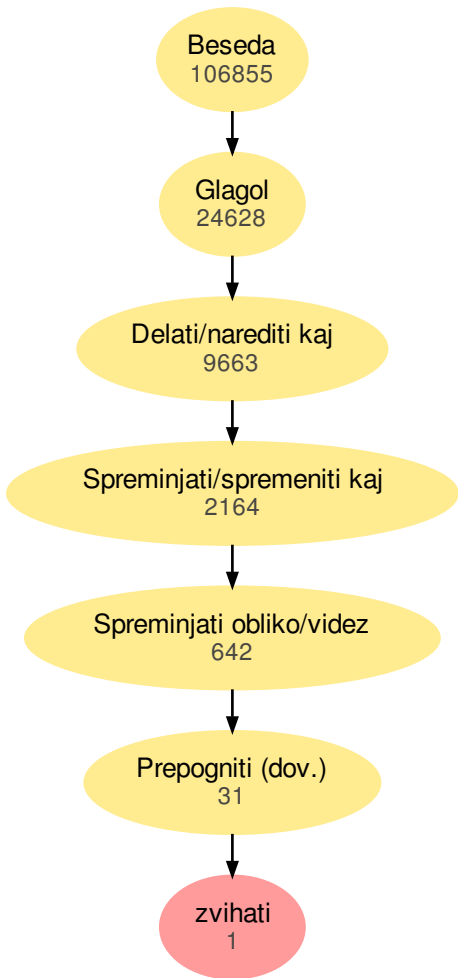 Beseda
106855
Glagol
24628
Delati/narediti kaj
9663
Spreminjati/spremeniti kaj
2164
Spreminjati obliko/videz
642
Prepogniti (dov.)
31
zvihati
1